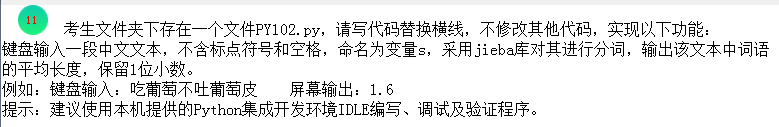 11 考生文件夹下存在一个文件PY102.py，请写代码替换横线，不修改其他代码，实现以下功能：
键盘输入一段中文文本，不含标点符号和空格，命名为变量s，采用jieba库对其进行分词，输出该文本中词语
的平均长度，保留1位小数。
例如：键盘输入：吃葡萄不吐葡萄皮 屏幕输出：1.6
提示：建议使用本机提供的Python集成开发环境IDLE编写、调试及验证程序。